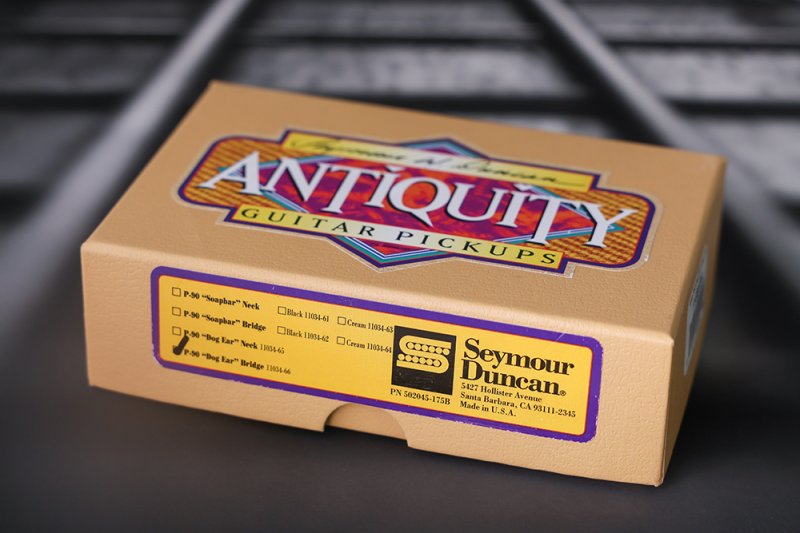 Seymour W. Duncan
ANTIQUITY
GUITAR PICKUPS
P-90 "Soapbar" Neck
Black 11034-61
Cream 11034-63
P-90 "Soapbar" Bridge
Black 11034-62
Cream 11034-64
P-90 "Dog Ear" Neck 11034-65
P-90 "Dog Ear" Bridge 11034-66
PN 502045-175B
Seymour
Duncan®
5427 Hollister Avenue
Santa Barbara, CA 93111-2345
Made in U.S.A.